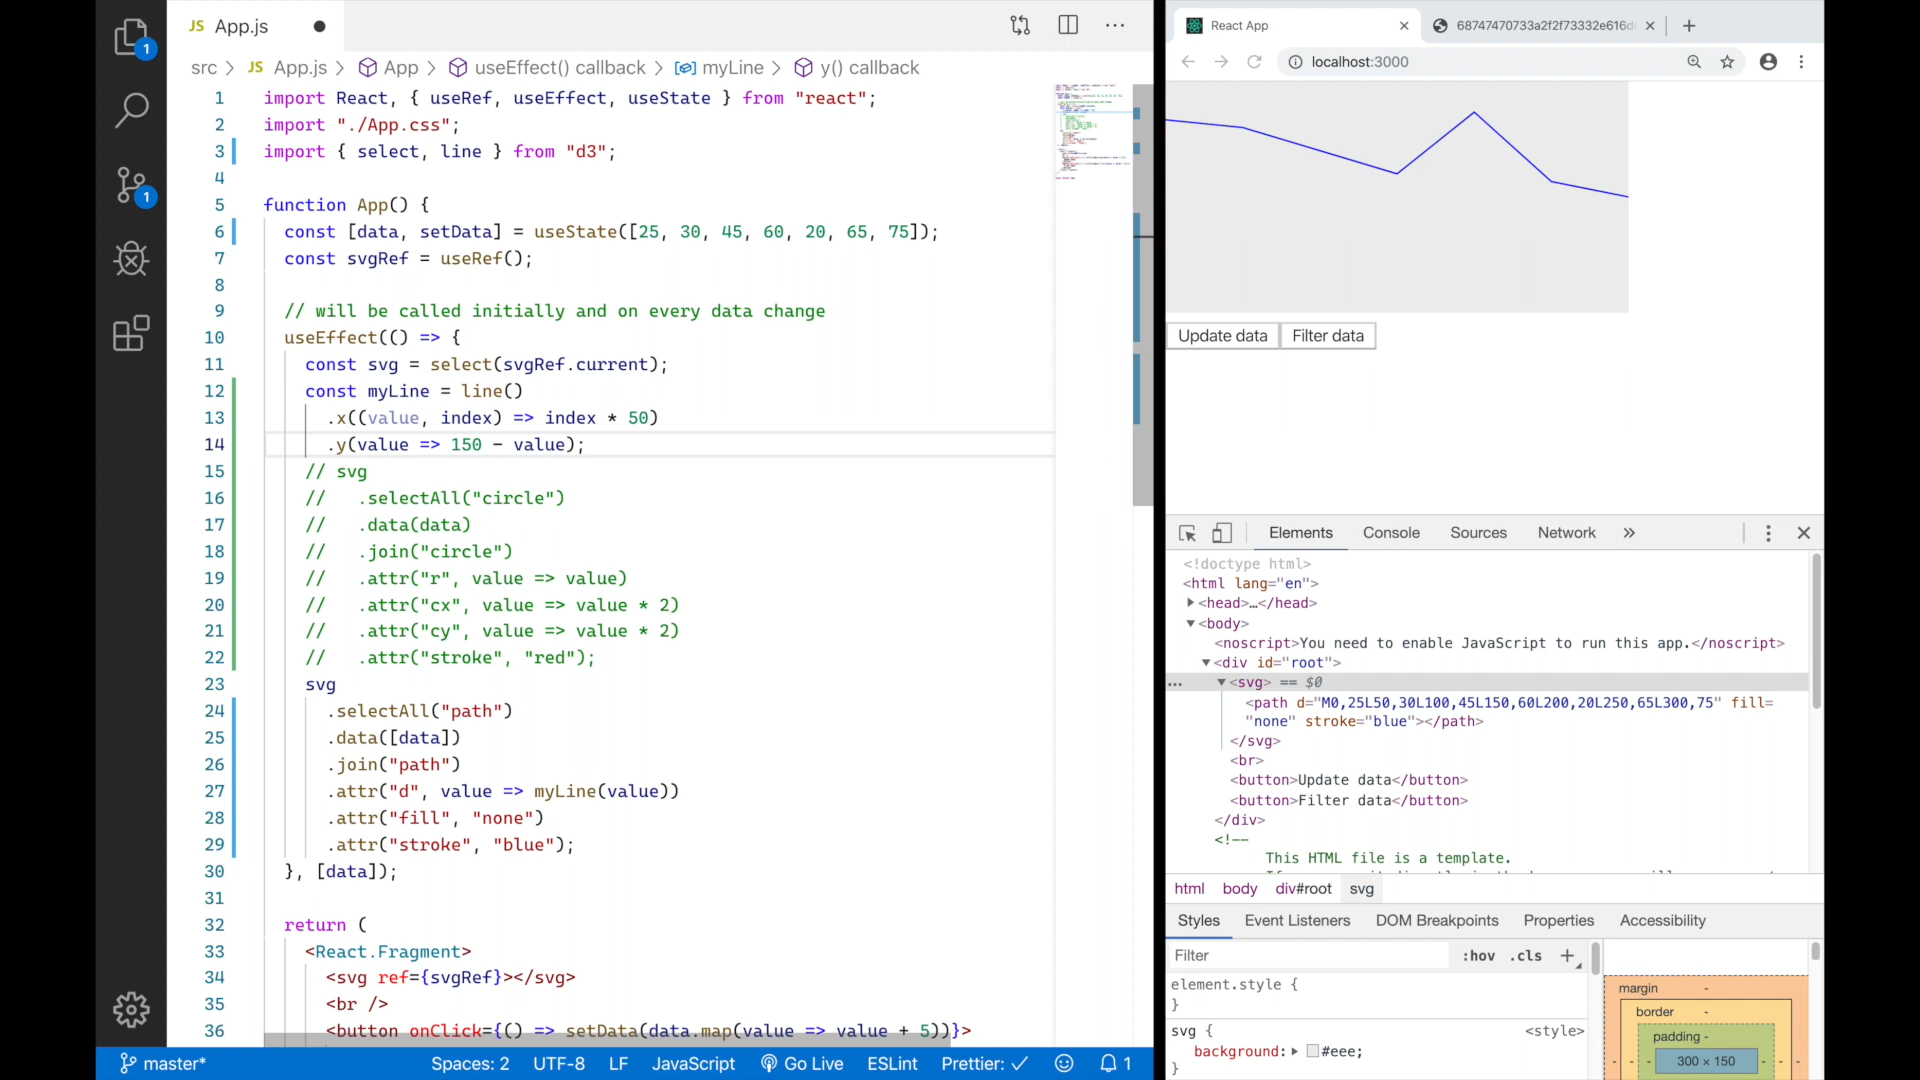 JS App.js
src > JS App.js > App > useEffect() callback > myLine > y() callback
1 import React, { useRef, useEffect, useState } from "react";
2 import "./App.css";
3 import { select, line } from "d3";
4
5 function App() {
6 const [data, setData] = useState([25, 30, 45, 60, 20, 65, 75]);
7 const svgRef = useRef();
8
9 // will be called initially and on every data change
10 useEffect(() => {
11 const svg = select(svgRef.current);
12 const myLine = line()
13 .x((value, index) => index * 50)
14 .y(value => 150 - value);
15 // svg
16 //   .selectAll("circle")
17 //   .data(data)
18 //   .join("circle")
19 //   .attr("r", value => value)
20 //   .attr("cx", value => value * 2)
21 //   .attr("cy", value => value * 2)
22 //   .attr("stroke", "red");
23 svg
24 .selectAll("path")
25 .data([data])
26 .join("path")
27 .attr("d", value => myLine(value))
28 .attr("fill", "none")
29 .attr("stroke", "blue");
30 }, [data]);
31
32 return (
33 <React.Fragment>
34 <svg ref={svgRef}></svg>
35 <br />
36 <button onClick={() => setData(data.map(value => value + 5))}>
1
1
master*
Spaces: 2
UTF-8
LF
JavaScript
Go Live
ESLint
Prettier: ✓
1
React App
68747470733a2f2f73332e616d
localhost:3000
Update data
Filter data
Elements
Console
Sources
Network
»
<!doctype html>
<html lang="en">
<head>…</head>
<body>
<noscript>You need to enable JavaScript to run this app.</noscript>
<div id="root">
<svg> == $0
<path d="M0,25L50,30L100,45L150,60L200,20L250,65L300,75" fill=
"none" stroke="blue"></path>
</svg>
<br>
<button>Update data</button>
<button>Filter data</button>
</div>
<!--
This HTML file is a template.
html body div#root svg
Styles
Event Listeners
DOM Breakpoints
Properties
Accessibility
Filter
:hov .cls +
element.style {
}
svg { <style>
background: #eee;
}
margin -
border -
padding -
300 × 150